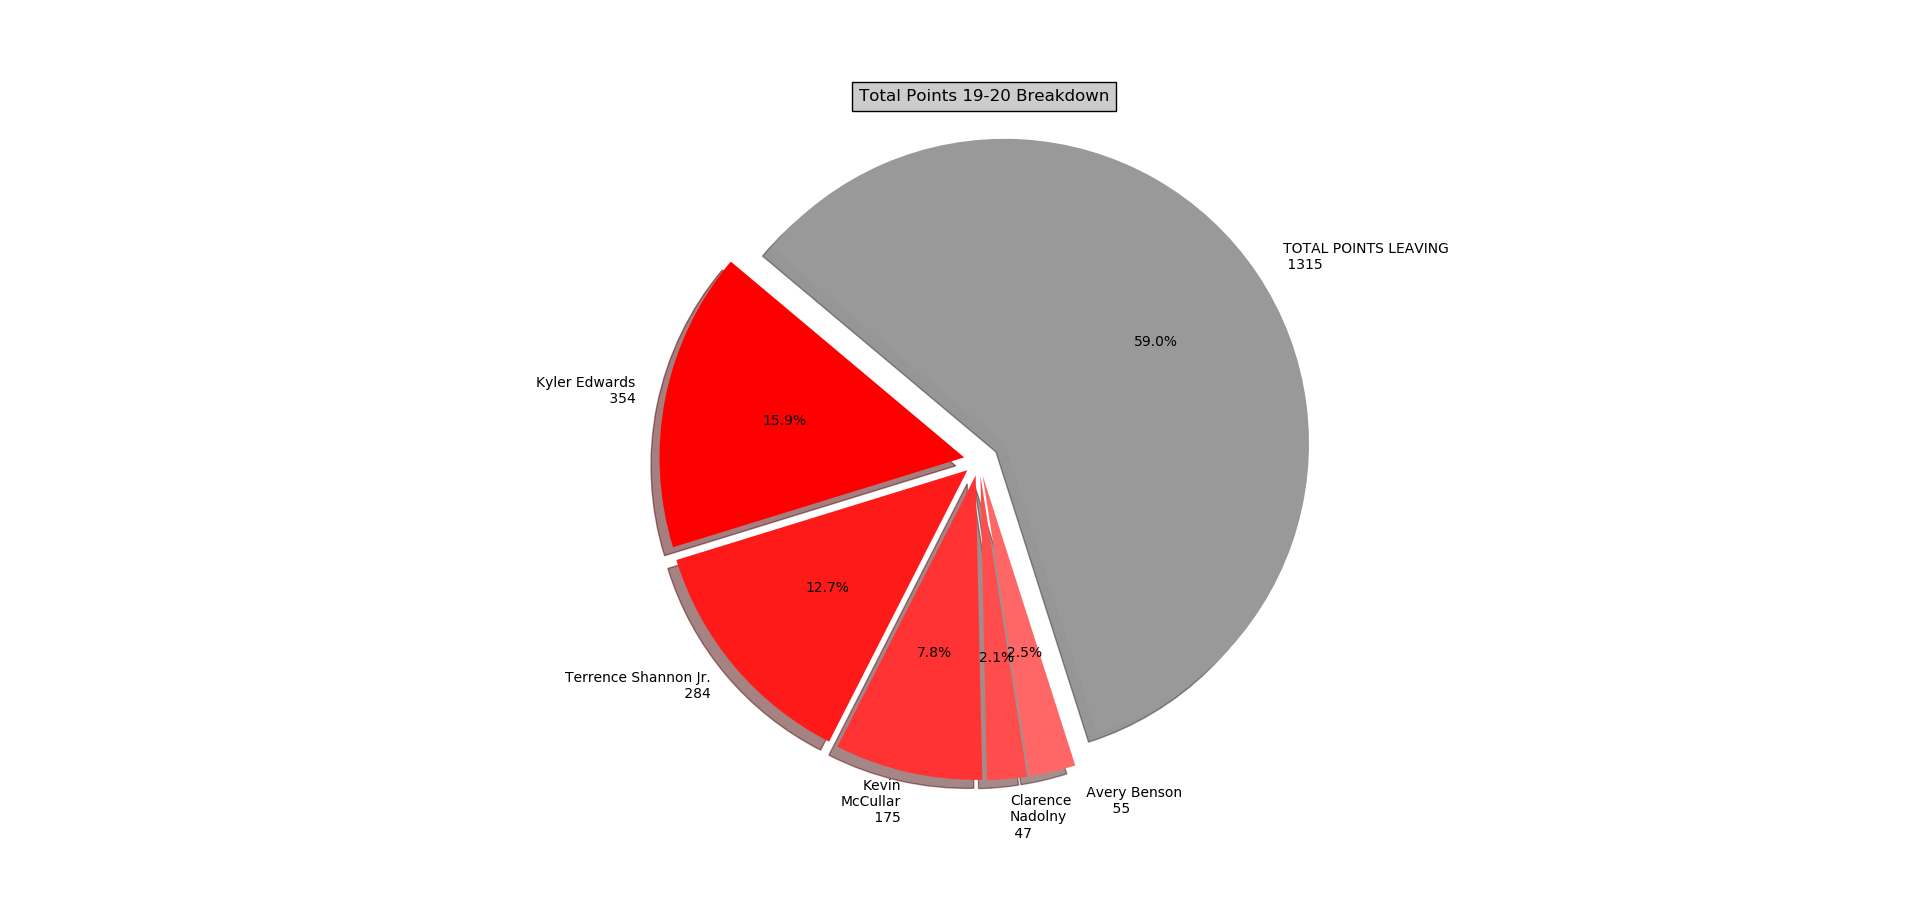 Total Points 19-20 Breakdown
TOTAL POINTS LEAVING
1315
59.0%
Kyler Edwards
354
15.9%
12.7%
Terrence Shannon Jr.
284
7.8%
2.1%
2.5%
Kevin
McCullar
175
Clarence
Nadolny
47
Avery Benson
55